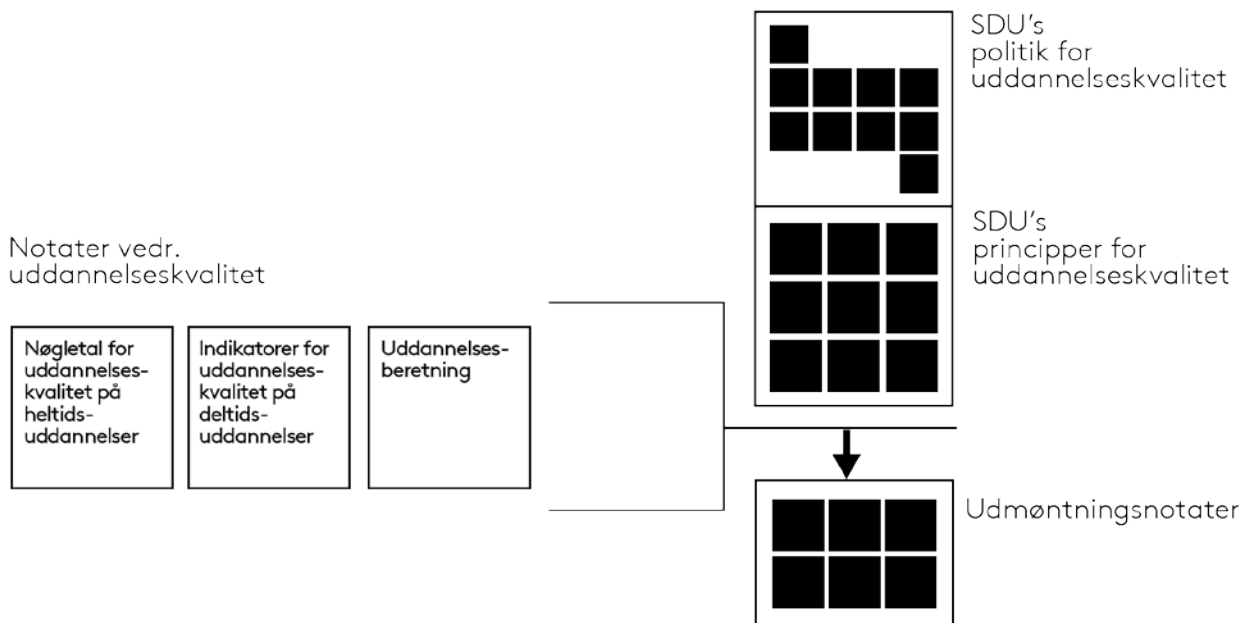 SDU's
politik for
uddannelseskvalitet
SDU's
principper for
uddannelseskvalitet
Notater vedr.
uddannelseskvalitet
Nøgletal for
uddannelses-
kvalitet på
heltids-
uddannelser
Indikatorer for
uddannelses-
kvalitet på
deltids-
uddannelser
Uddannelses-
beretning
Udmøntningsnotater